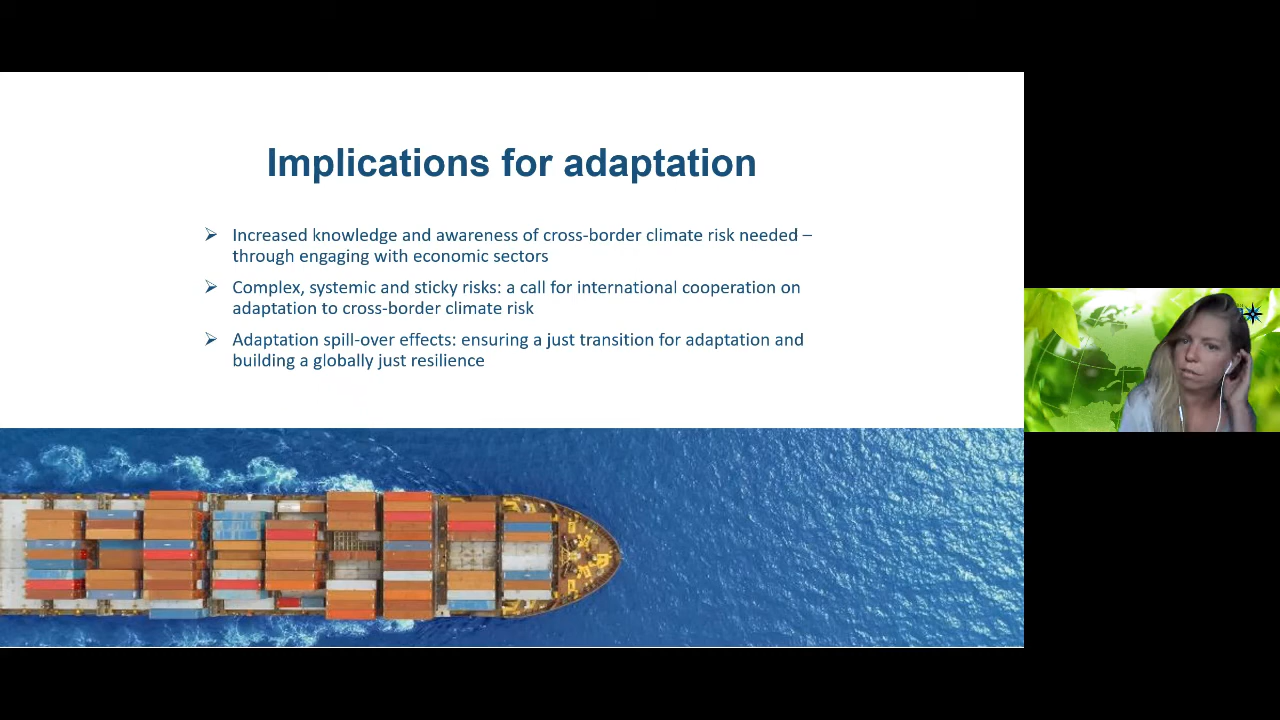 Implications for adaptation
➢ Increased knowledge and awareness of cross-border climate risk needed –
through engaging with economic sectors
➢ Complex, systemic and sticky risks: a call for international cooperation on
adaptation to cross-border climate risk
➢ Adaptation spill-over effects: ensuring a just transition for adaptation and
building a globally just resilience